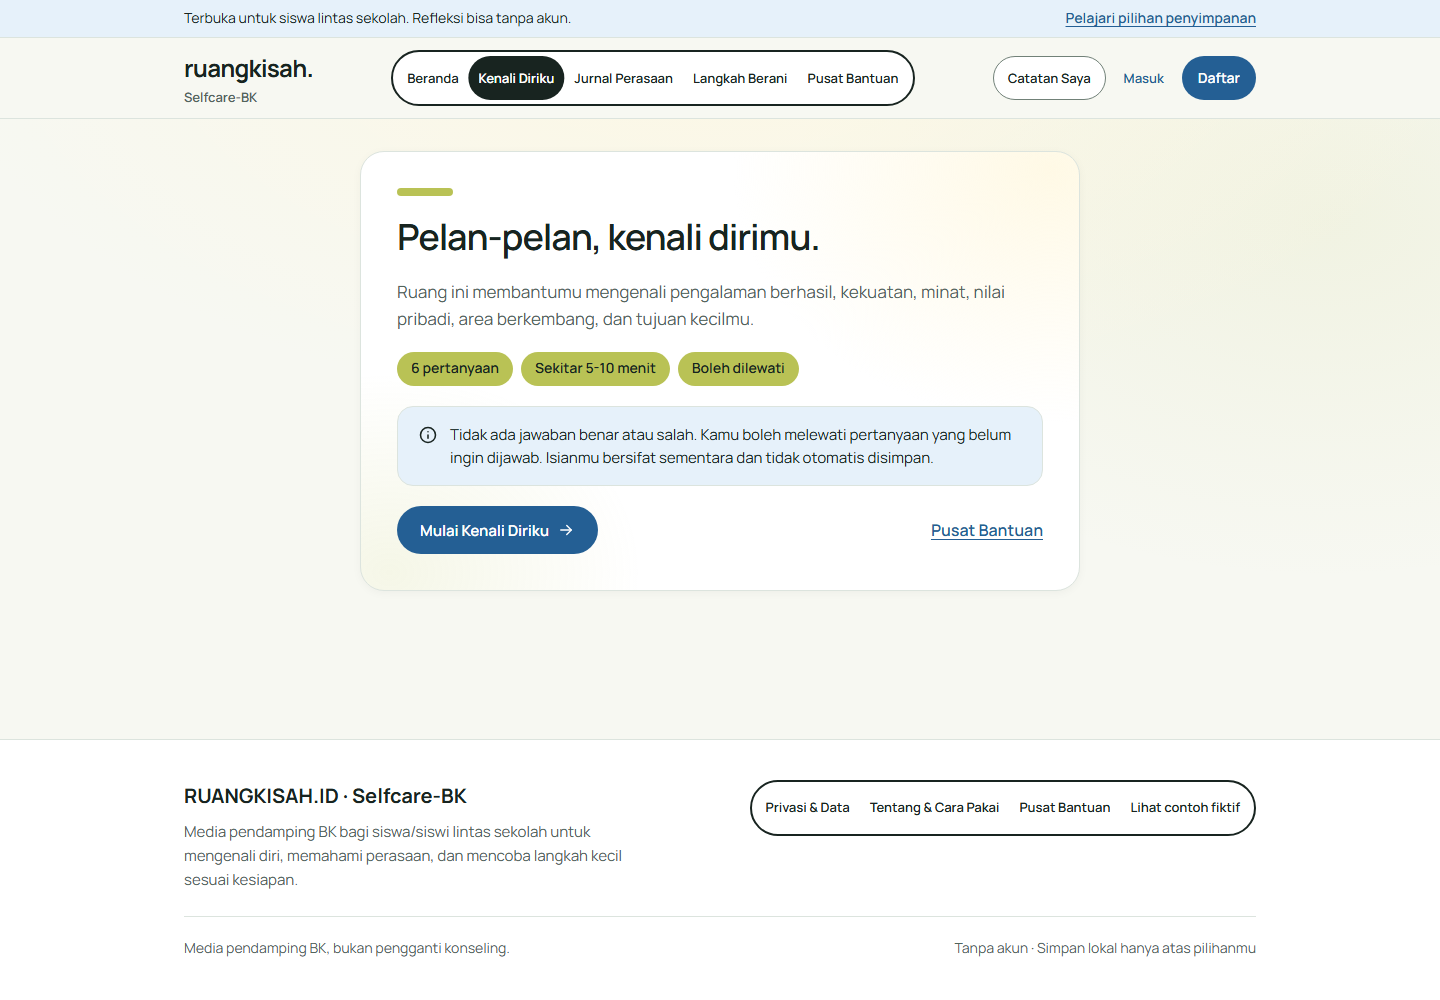 Terbuka untuk siswa lintas sekolah. Refleksi bisa tanpa akun.
Pelajari pilihan penyimpanan
ruangkisah.
Selfcare-BK
Beranda
Kenali Diriku
Jurnal Perasaan
Langkah Berani
Pusat Bantuan
Catatan Saya
Masuk
Daftar
Pelan-pelan, kenali dirimu.
Ruang ini membantumu mengenali pengalaman berhasil, kekuatan, minat, nilai
pribadi, area berkembang, dan tujuan kecilmu.
6 pertanyaan
Sekitar 5-10 menit
Boleh dilewati
Tidak ada jawaban benar atau salah. Kamu boleh melewati pertanyaan yang belum
ingin dijawab. Isianmu bersifat sementara dan tidak otomatis disimpan.
Mulai Kenali Diriku →
Pusat Bantuan
RUANGKISAH.ID · Selfcare-BK
Media pendamping BK bagi siswa/siswi lintas sekolah untuk
mengenali diri, memahami perasaan, dan mencoba langkah kecil
sesuai kesiapan.
Privasi & Data
Tentang & Cara Pakai
Pusat Bantuan
Lihat contoh fiktif
Media pendamping BK, bukan pengganti konseling.
Tanpa akun · Simpan lokal hanya atas pilihanmu